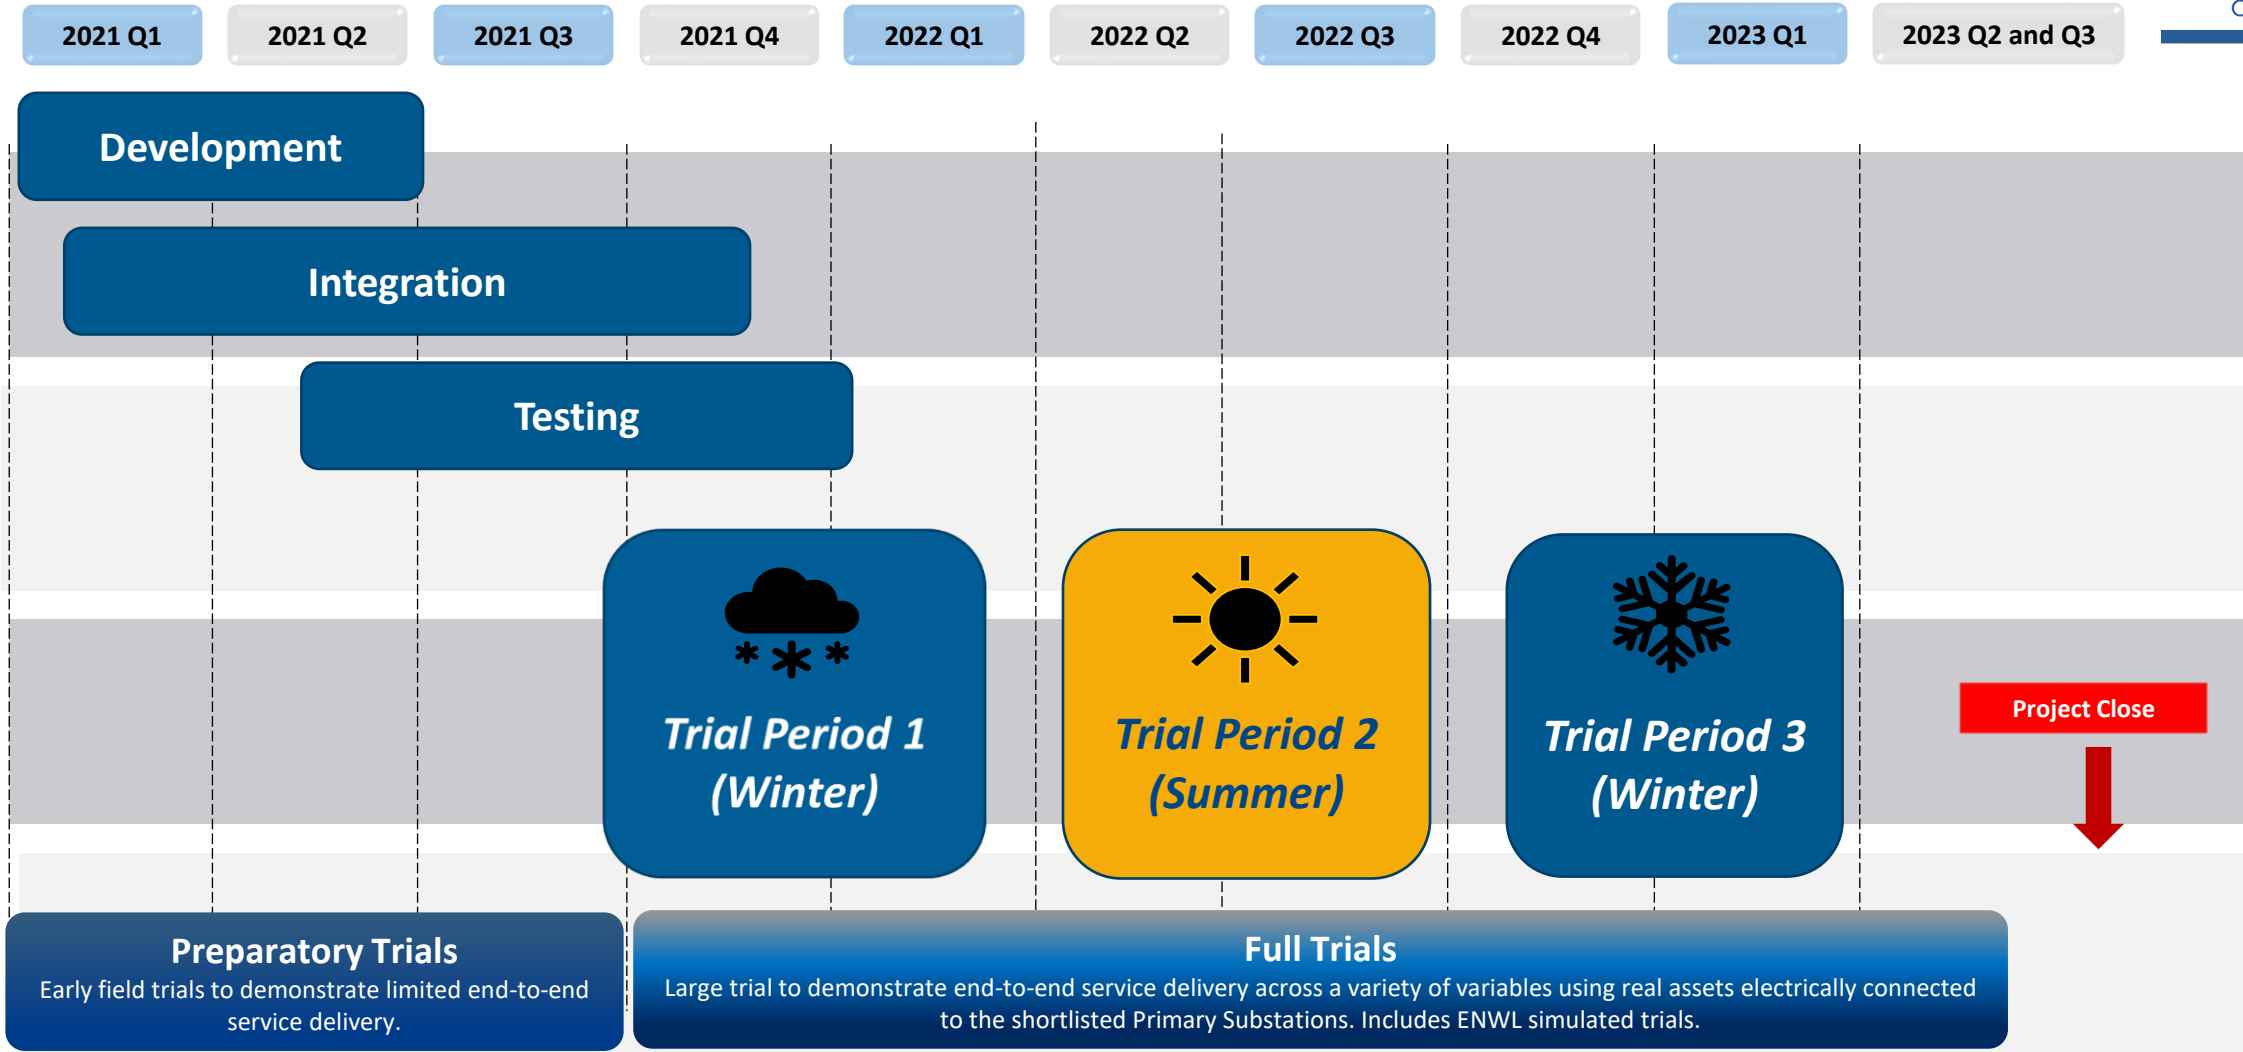 2021 Q1
2021 Q2
2021 Q3
2021 Q4
2022 Q1
2022 Q2
2022 Q3
2022 Q4
2023 Q1
2023 Q2 and Q3
Development
Integration
Testing
Trial Period 1
(Winter)
Trial Period 2
(Summer)
Trial Period 3
(Winter)
Project Close
Preparatory Trials
Early field trials to demonstrate limited end-to-end
service delivery.
Full Trials
Large trial to demonstrate end-to-end service delivery across a variety of variables using real assets electrically connected
to the shortlisted Primary Substations. Includes ENWL simulated trials.